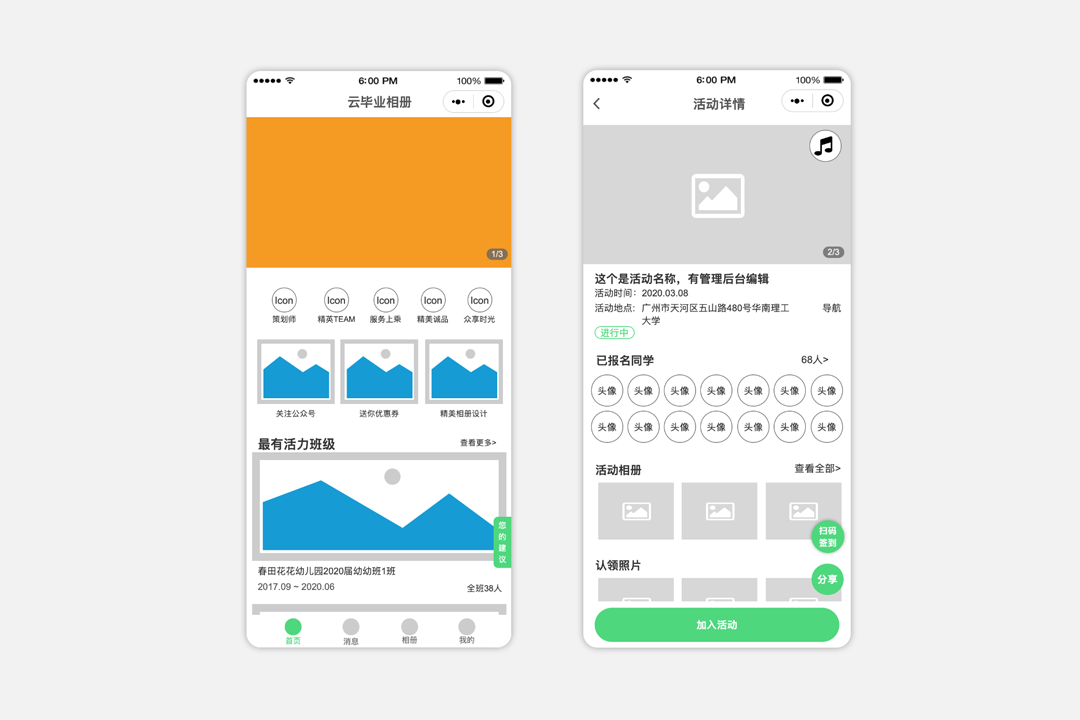 6:00 PM
100%
云毕业相册
1/3
Icon
Icon
Icon
Icon
Icon
策划师
精英TEAM
服务上乘
精美诚品
众享时光
关注公众号
送你优惠券
精美相册设计
最有活力班级
查看更多>
您的建议
春田花花幼儿园2020届幼幼班1班
2017.09 ~ 2020.06
全班38人
首页
消息
相册
我的
6:00 PM
100%
活动详情
2/3
这个是活动名称，有管理后台编辑
活动时间：2020.03.08
活动地点: 广州市天河区五山路480号华南理工
大学
导航
进行中
已报名同学
68人>
头像 头像 头像 头像 头像 头像 头像
头像 头像 头像 头像 头像 头像 头像
活动相册
查看全部>
扫码
签到
认领照片
分享
加入活动